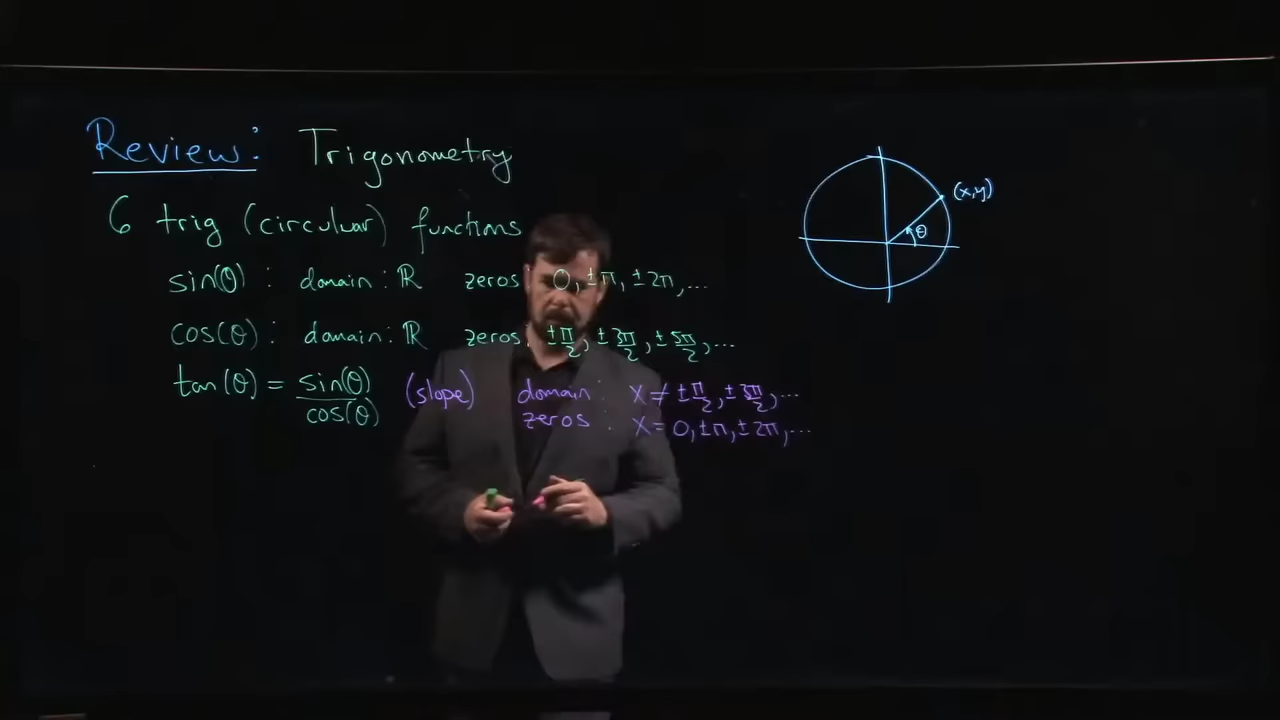 Review: Trigonometry
6 trig (circular) functions
sin(θ): domain: ℝ zeros: 0, ±π, ±2π, ...
cos(θ): domain: ℝ zeros: ±π/2, ±3π/2, ±5π/2, ...
tan(θ) = sin(θ)/cos(θ) (slope) domain: x ≠ ±π/2, ±3π/2, ...
zeros: x = 0, ±π, ±2π, ...
(x,y)
θ